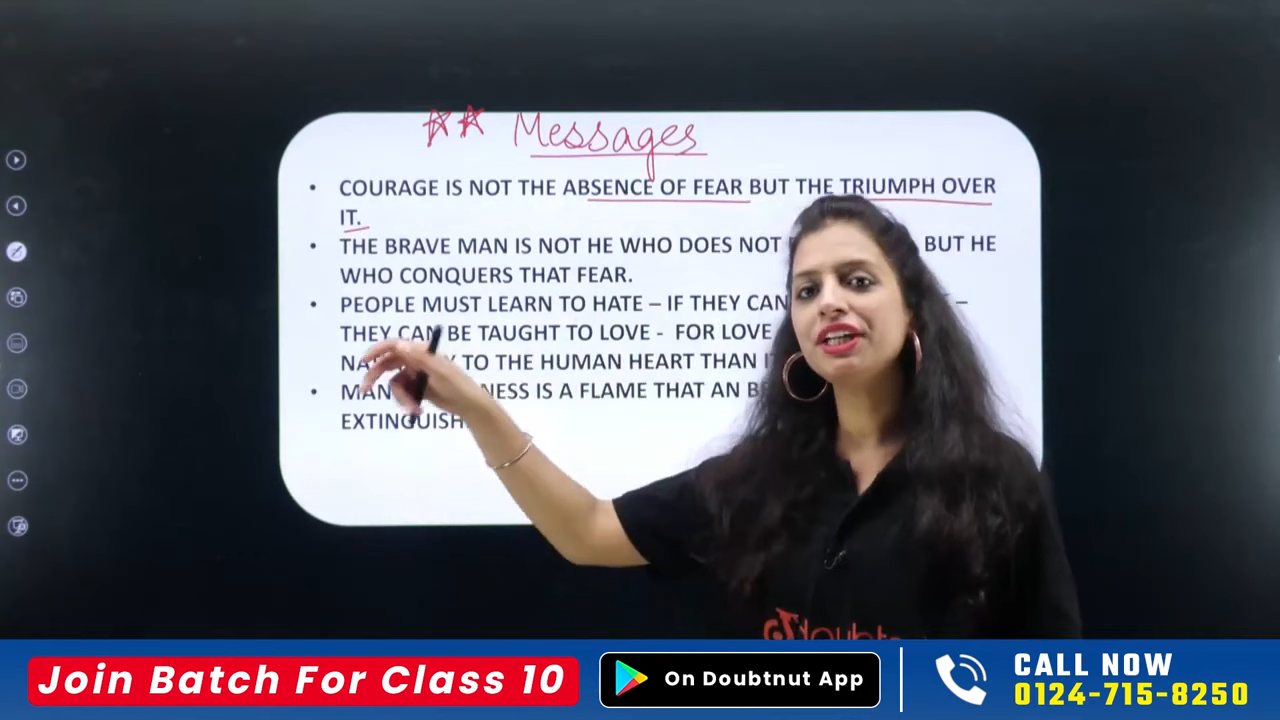 Messages
• COURAGE IS NOT THE ABSENCE OF FEAR BUT THE TRIUMPH OVER
IT.
• THE BRAVE MAN IS NOT HE WHO DOES NOT BUT HE
WHO CONQUERS THAT FEAR.
• PEOPLE MUST LEARN TO HATE – IF THEY CAN –
THEY CAN BE TAUGHT TO LOVE - FOR LOVE
TO THE HUMAN HEART THAN
IS A FLAME THAT AN
Join Batch For Class 10
On Doubtnut App
CALL NOW
0124-715-8250